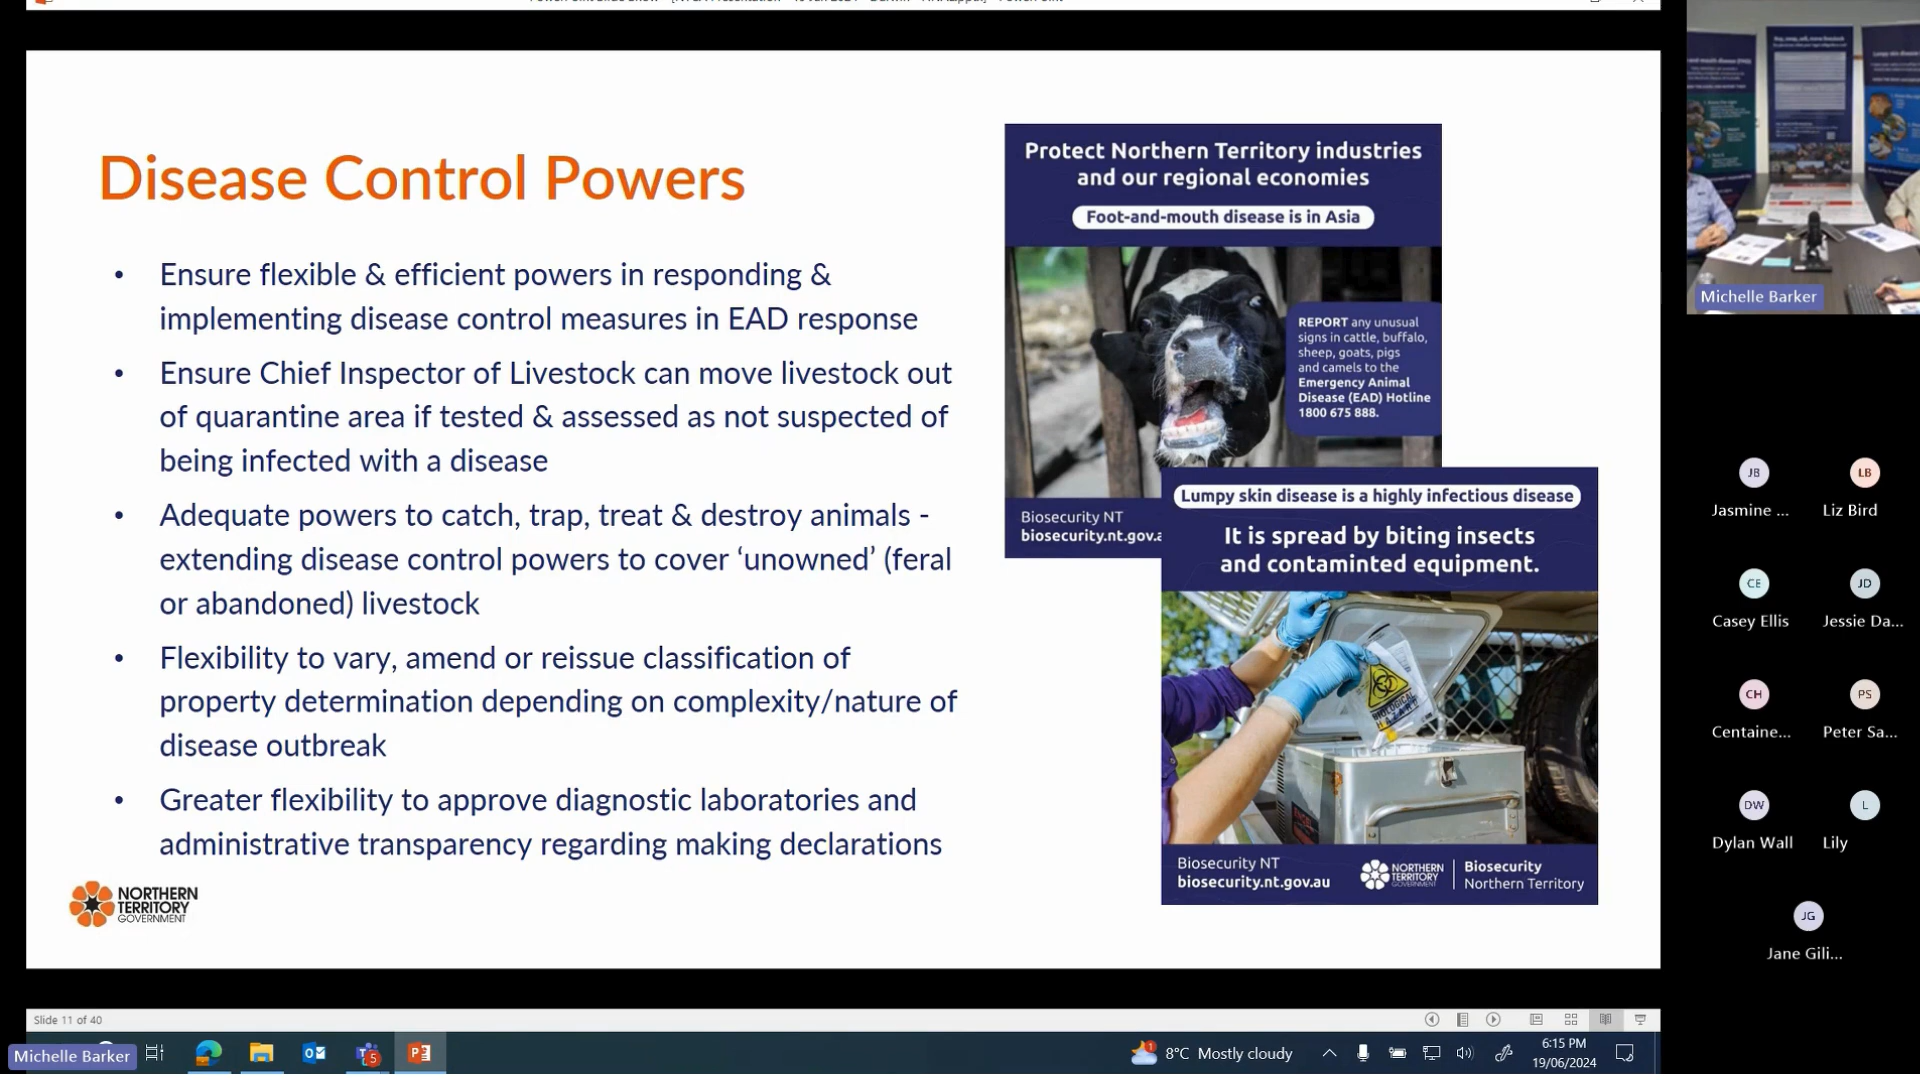 Disease Control Powers
• Ensure flexible & efficient powers in responding &
implementing disease control measures in EAD response
• Ensure Chief Inspector of Livestock can move livestock out
of quarantine area if tested & assessed as not suspected of
being infected with a disease
• Adequate powers to catch, trap, treat & destroy animals -
extending disease control powers to cover ‘unowned’ (feral
or abandoned) livestock
• Flexibility to vary, amend or reissue classification of
property determination depending on complexity/nature of
disease outbreak
• Greater flexibility to approve diagnostic laboratories and
administrative transparency regarding making declarations
NORTHERN
TERRITORY
GOVERNMENT
Protect Northern Territory industries
and our regional economies
Foot-and-mouth disease is in Asia
REPORT any unusual
signs in cattle, buffalo,
sheep, goats, pigs
and camels to the
Emergency Animal
Disease (EAD) Hotline
1800 675 888.
Biosecurity NT
biosecurity.nt.gov.a
Lumpy skin disease is a highly infectious disease
It is spread by biting insects
and contaminted equipment.
BIOLOGICAL
Biosecurity NT
biosecurity.nt.gov.au
NORTHERN
TERRITORY
GOVERNMENT
Biosecurity
Northern Territory
Michelle Barker
JB
Jasmine ...
LB
Liz Bird
CE
Casey Ellis
JD
Jessie Da...
CH
Centaine...
PS
Peter Sa...
DW
Dylan Wall
L
Lily
JG
Jane Gili...
Slide 11 of 40
Michelle Barker
8°C Mostly cloudy
6:15 PM
19/06/2024